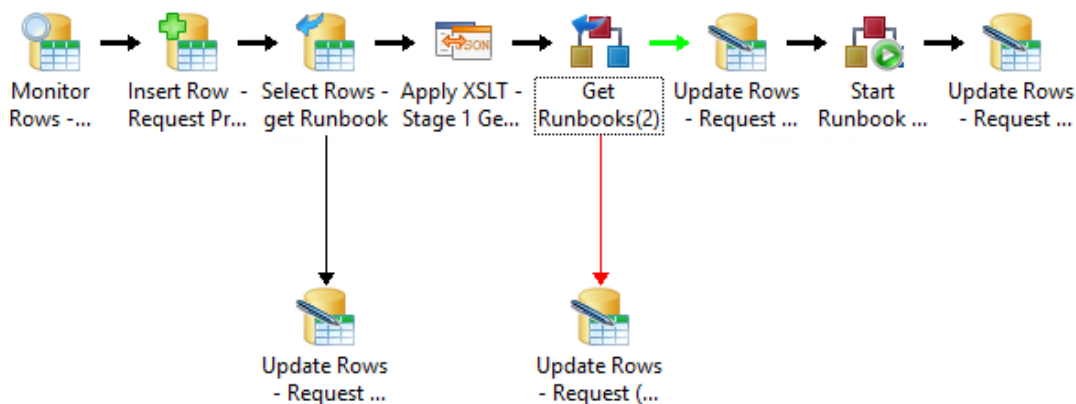 SON
Monitor
Rows -...
Insert Row -
Request Pr...
Select Rows -
get Runbook
Apply XSLT -
Stage 1 Ge...
Get
Runbooks(2)
Update Rows
- Request ...
Start
Runbook ...
Update Rows
- Request ...
Update Rows
- Request ...
Update Rows
- Request (...